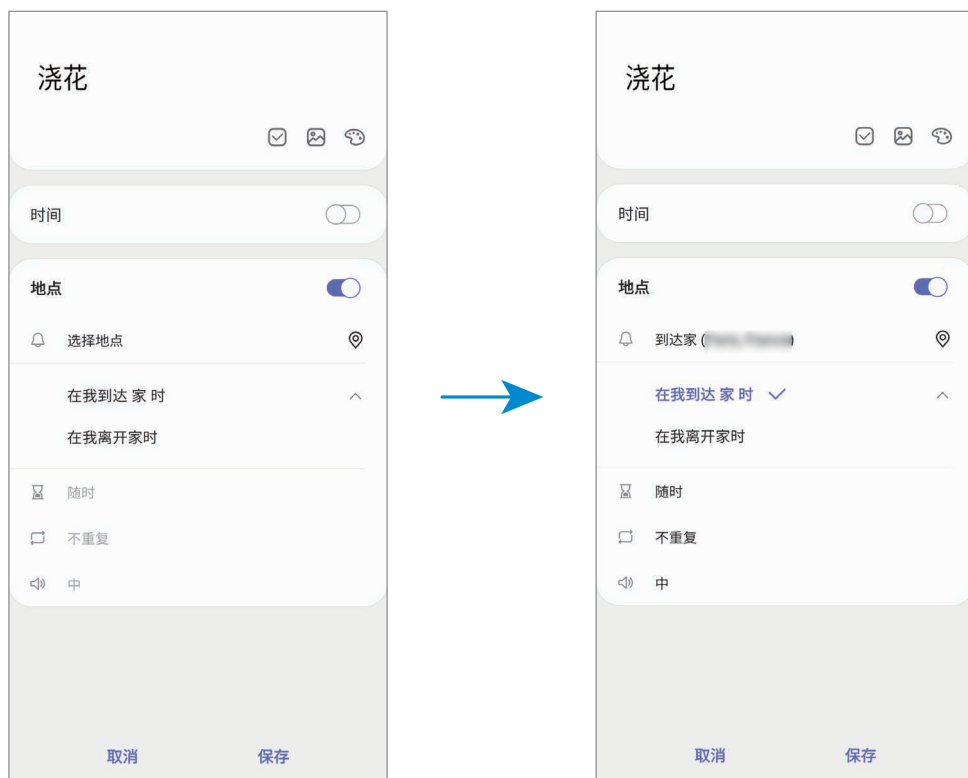 浇花
时间
地点
选择地点
在我到达 家 时
在我离开家时
随时
不重复
中
取消 保存
浇花
时间
地点
到达家 (
在我到达 家 时
在我离开家时
随时
不重复
中
取消 保存